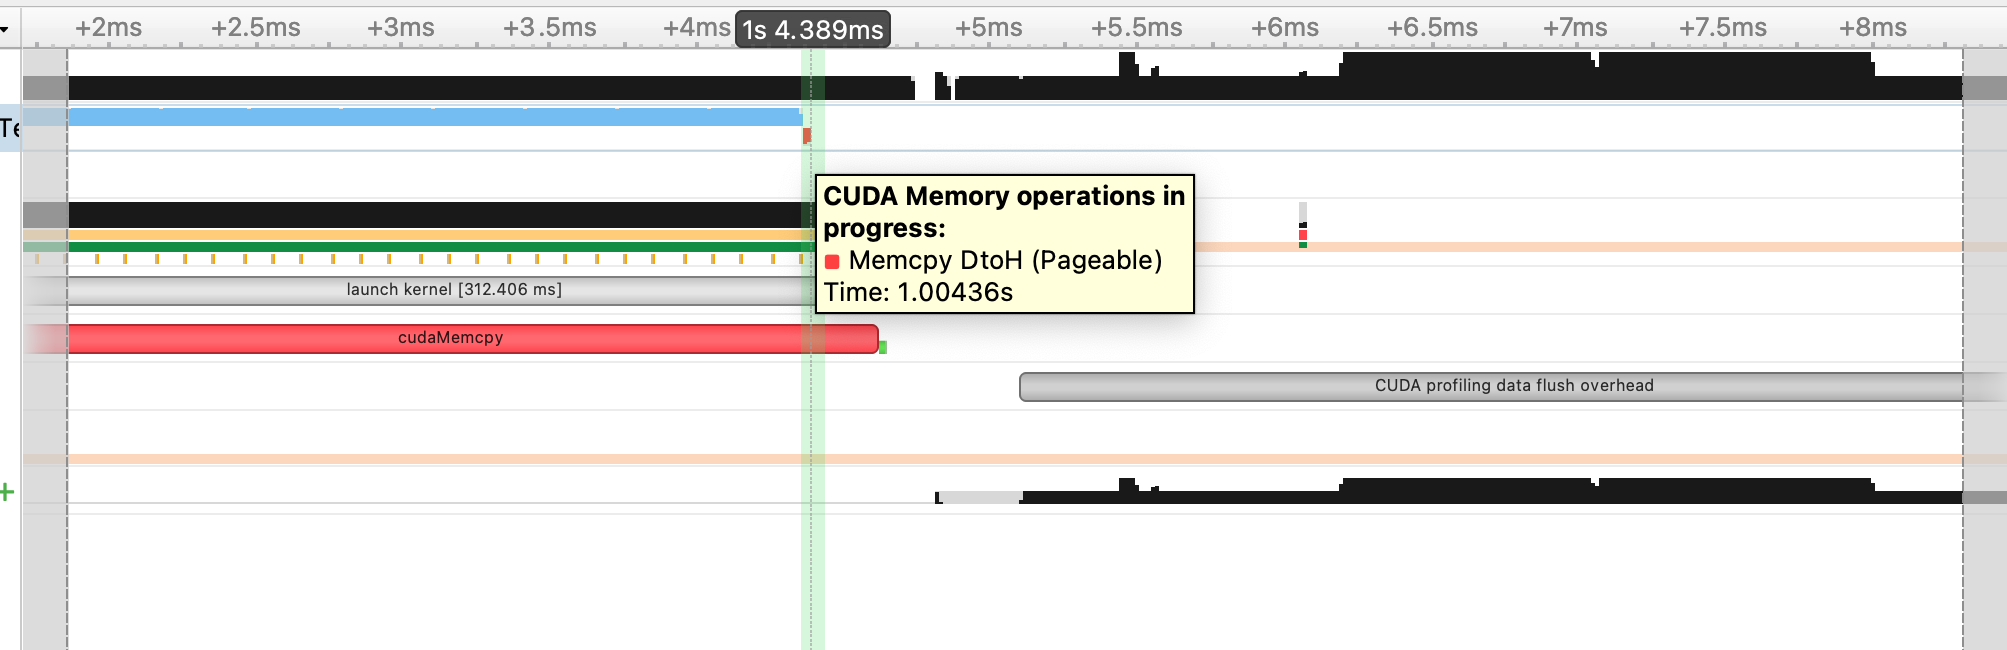 +2ms +2.5ms +3ms +3.5ms +4ms 1s 4.389ms +5ms +5.5ms +6ms +6.5ms +7ms +7.5ms +8ms
CUDA Memory operations in
progress:
Memcpy DtoH (Pageable)
Time: 1.00436s
launch kernel [312.406 ms]
cudaMemcpy
CUDA profiling data flush overhead